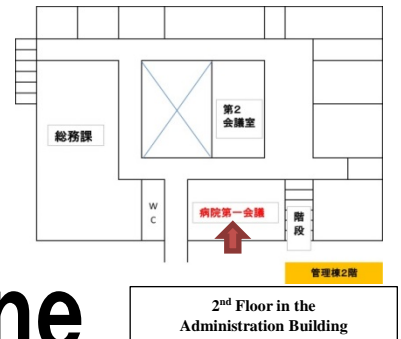 第2
会議室
総務課
W
C
病院第一会議
階
段
管理棟2階
ne
2nd Floor in the
Administration Building